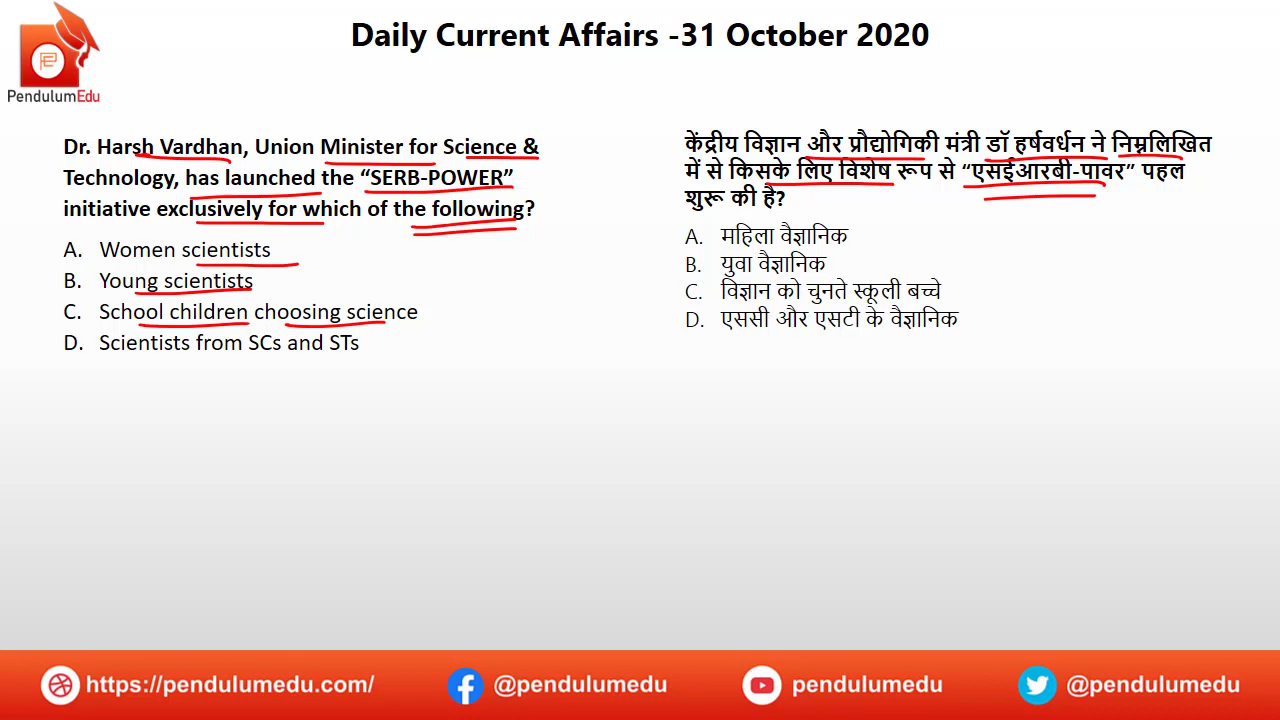 Daily Current Affairs -31 October 2020
PendulumEdu
Dr. Harsh Vardhan, Union Minister for Science &
Technology, has launched the “SERB-POWER”
initiative exclusively for which of the following?
A. Women scientists
B. Young scientists
C. School children choosing science
D. Scientists from SCs and STs
केंद्रीय विज्ञान और प्रौद्योगिकी मंत्री डॉ हर्षवर्धन ने निम्नलिखित
में से किसके लिए विशेष रूप से “एसईआरबी-पावर” पहल
शुरू की है?
A. महिला वैज्ञानिक
B. युवा वैज्ञानिक
C. विज्ञान को चुनते स्कूली बच्चे
D. एससी और एसटी के वैज्ञानिक
https://pendulumedu.com/
@pendulumedu
pendulumedu
@pendulumedu